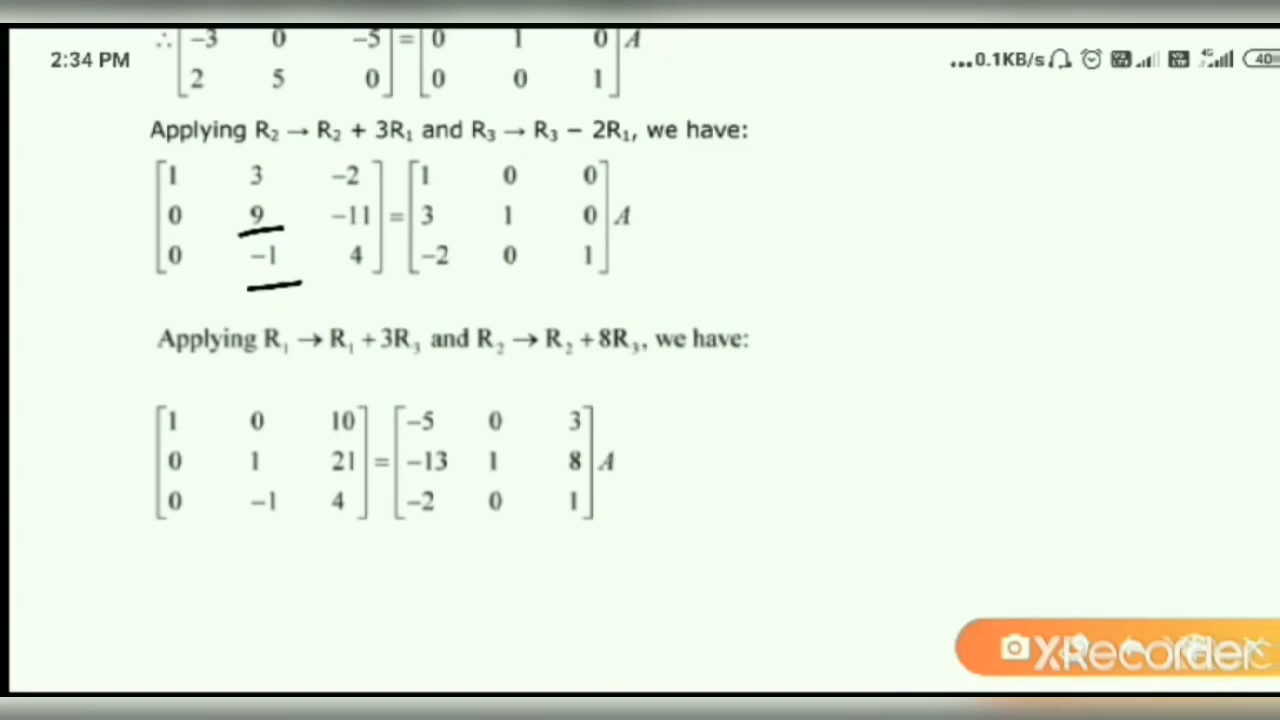 ∴ [−3 0 −5] = [0 1 0] A
2:34 PM ...0.1KB/s 4G 40
[2 5 0] [0 0 1]
Applying R₂ → R₂ + 3R₁ and R₃ → R₃ − 2R₁, we have:
[1 3 −2] [1 0 0]
[0 9 −11] = [3 1 0] A
[0 −1 4] [−2 0 1]
Applying R₁ → R₁ + 3R₃ and R₂ → R₂ + 8R₃, we have:
[1 0 10] [−5 0 3]
[0 1 21] = [−13 1 8] A
[0 −1 4] [−2 0 1]
XRecorder